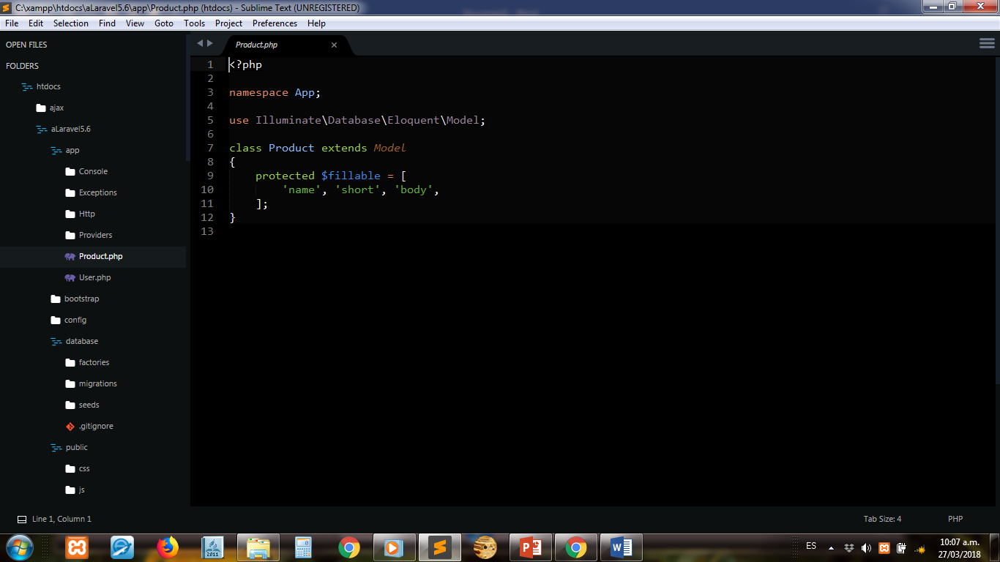 C:\xampp\htdocs\aLaravel5.6\app\Product.php (htdocs) - Sublime Text (UNREGISTERED)
File Edit Selection Find View Goto Tools Project Preferences Help
OPEN FILES
FOLDERS
htdocs
ajax
aLaravel5.6
app
Console
Exceptions
Http
Providers
Product.php
User.php
bootstrap
config
database
factories
migrations
seeds
.gitignore
public
css
js
Product.php
1 <?php
2
3 namespace App;
4
5 use Illuminate\Database\Eloquent\Model;
6
7 class Product extends Model
8 {
9     protected $fillable = [
10         'name', 'short', 'body',
11     ];
12 }
13
Line 1, Column 1 Tab Size: 4 PHP
2011
ES
10:07 a.m.
27/03/2018